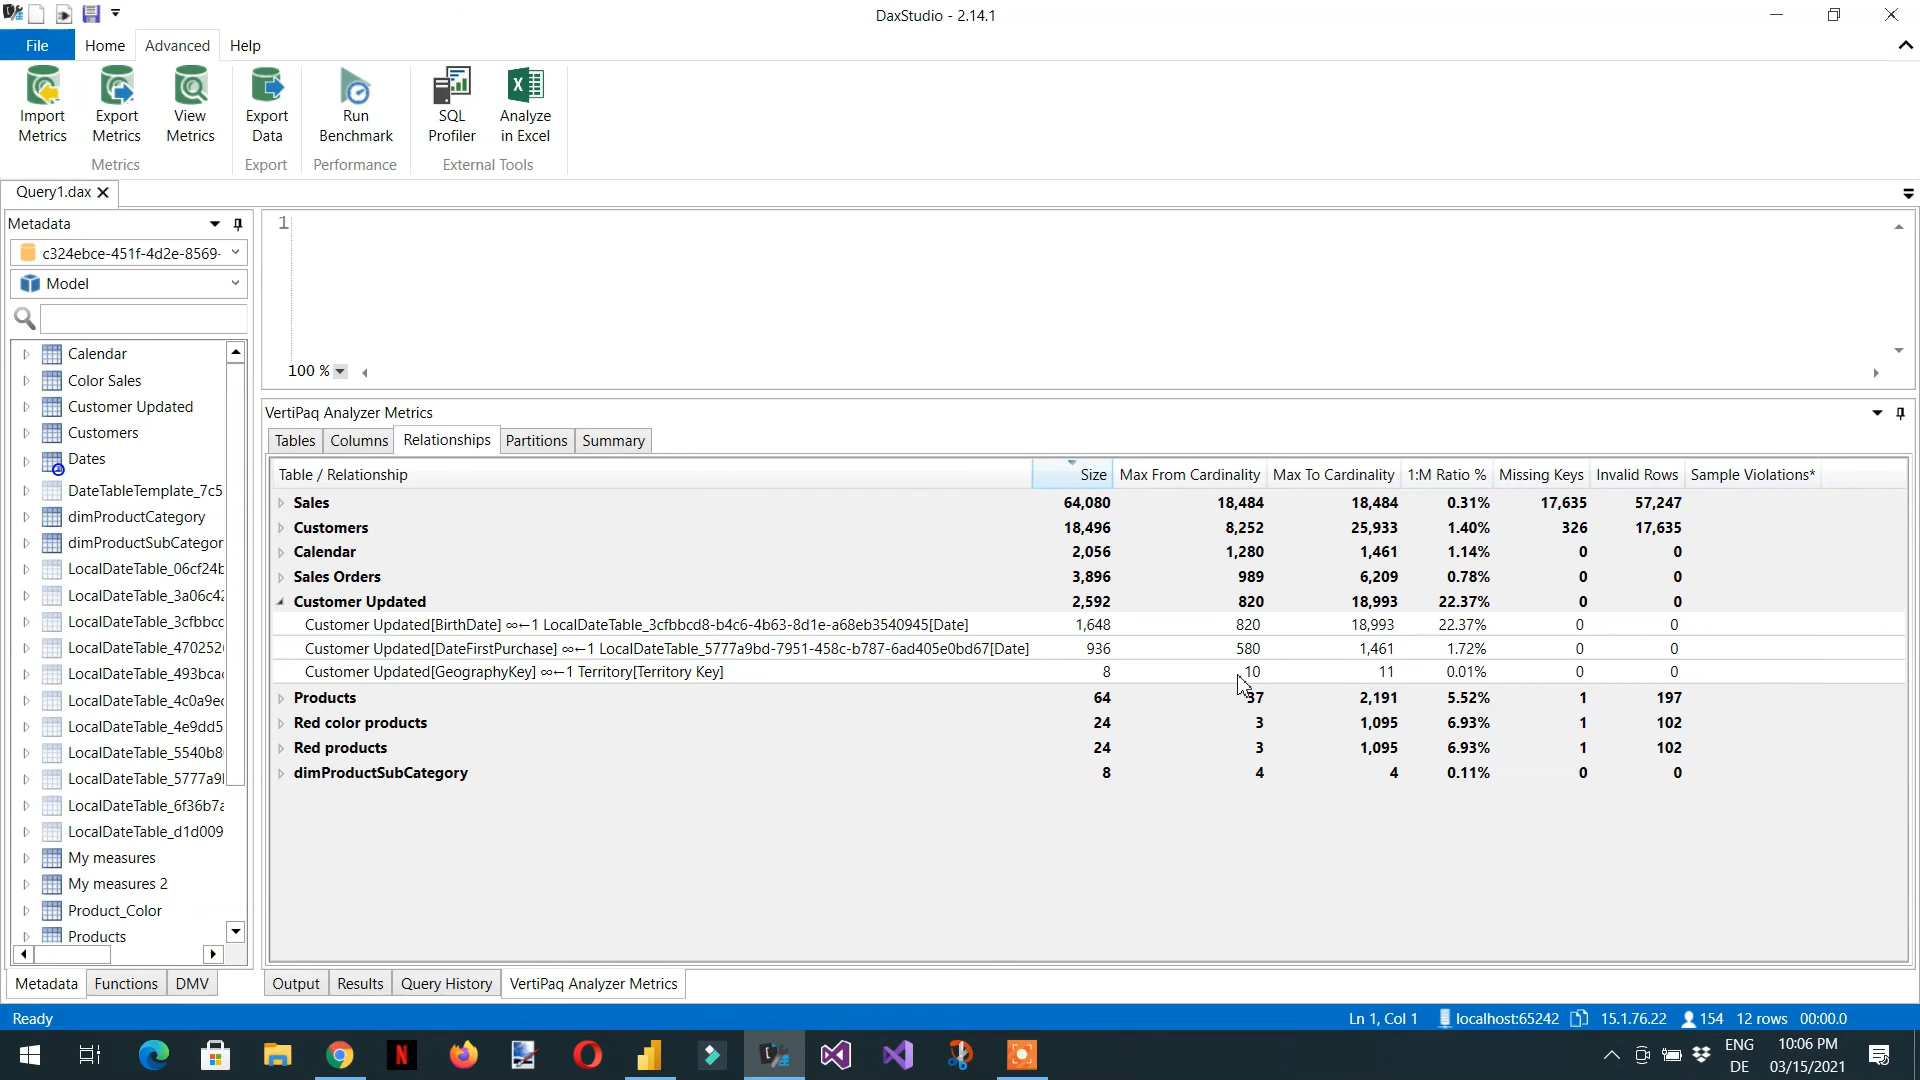 DaxStudio - 2.14.1
File Home Advanced Help
Import Metrics
Export Metrics
View Metrics
Export Data
Run Benchmark
SQL Profiler
Analyze in Excel
Metrics Export Performance External Tools
Query1.dax
Metadata
c324ebce-451f-4d2e-8569-
Model
Calendar
Color Sales
Customer Updated
Customers
Dates
DateTableTemplate_7c5
dimProductCategory
dimProductSubCategor
LocalDateTable_06cf24b
LocalDateTable_3a06c42
LocalDateTable_3cfbbcd
LocalDateTable_470252
LocalDateTable_493bcad
LocalDateTable_4c0a9ec
LocalDateTable_4e9dd5
LocalDateTable_5540b8
LocalDateTable_5777a9
LocalDateTable_6f36b7a
LocalDateTable_d1d009
My measures
My measures 2
Product_Color
Products
Metadata Functions DMV
1
100 %
VertiPaq Analyzer Metrics
Tables Columns Relationships Partitions Summary
Table / Relationship Size Max From Cardinality Max To Cardinality 1:M Ratio % Missing Keys Invalid Rows Sample Violations*
Sales 64,080 18,484 18,484 0.31% 17,635 57,247
Customers 18,496 8,252 25,933 1.40% 326 17,635
Calendar 2,056 1,280 1,461 1.14% 0 0
Sales Orders 3,896 989 6,209 0.78% 0 0
Customer Updated 2,592 820 18,993 22.37% 0 0
Customer Updated[BirthDate] ∞←1 LocalDateTable_3cfbbcd8-b4c6-4b63-8d1e-a68eb3540945[Date] 1,648 820 18,993 22.37% 0 0
Customer Updated[DateFirstPurchase] ∞←1 LocalDateTable_5777a9bd-7951-458c-b787-6ad405e0bd67[Date] 936 580 1,461 1.72% 0 0
Customer Updated[GeographyKey] ∞←1 Territory[Territory Key] 8 10 11 0.01% 0 0
Products 64 37 2,191 5.52% 1 197
Red color products 24 3 1,095 6.93% 1 102
Red products 24 3 1,095 6.93% 1 102
dimProductSubCategory 8 4 4 0.11% 0 0
Output Results Query History VertiPaq Analyzer Metrics
Ready Ln 1, Col 1 localhost:65242 15.1.76.22 154 12 rows 00:00.0
ENG 10:06 PM
DE 03/15/2021